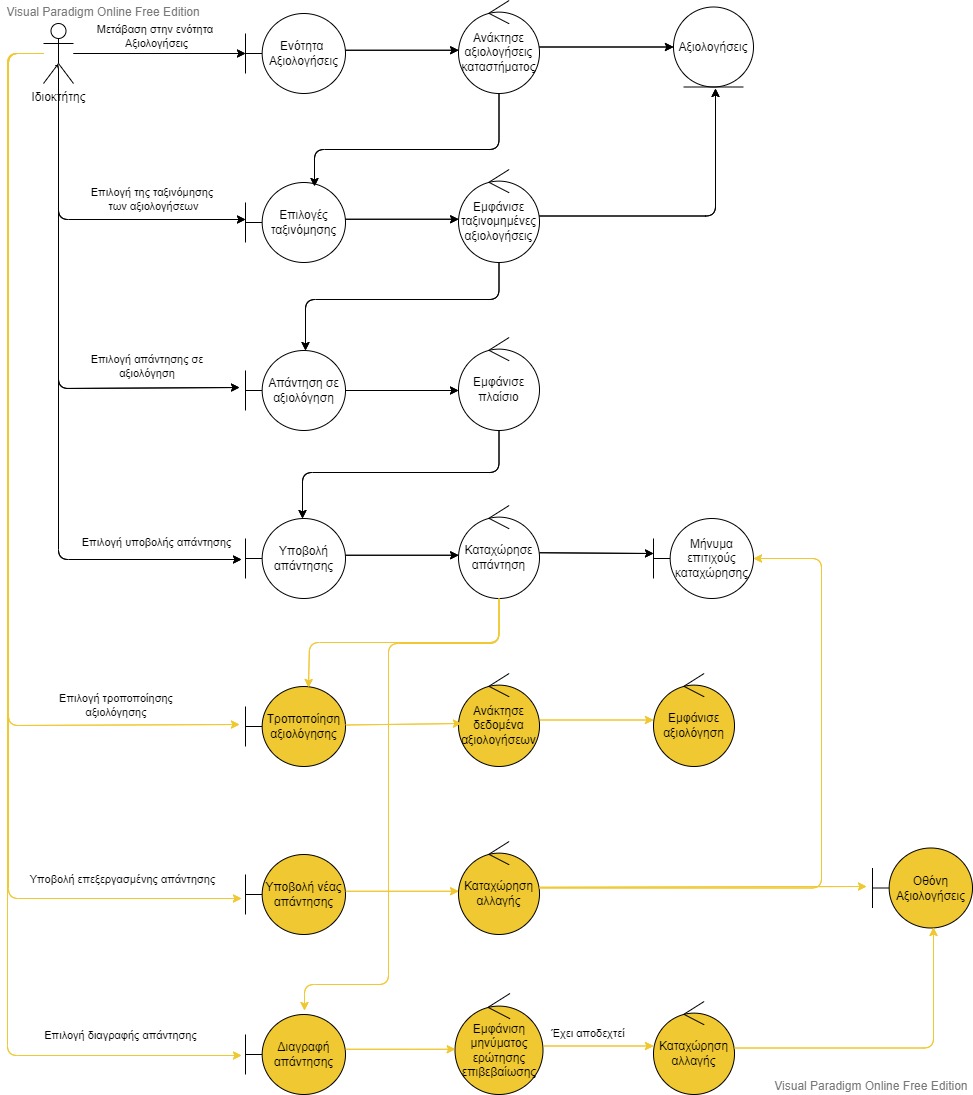 Visual Paradigm Online Free Edition
Μετάβαση στην ενότητα
Αξιολογήσεις
Ιδιοκτήτης
Ενότητα
Αξιολογήσεις
Ανάκτησε
αξιολογήσεις
καταστήματος
Αξιολογήσεις
Επιλογή της ταξινόμησης
των αξιολογήσεων
Επιλογές
ταξινόμησης
Εμφάνισε
ταξινομημένες
αξιολογήσεις
Επιλογή απάντησης σε
αξιολόγηση
Απάντηση σε
αξιολόγηση
Εμφάνισε
πλαίσιο
Επιλογή υποβολής απάντησης
Υποβολή
απάντησης
Καταχώρησε
απάντηση
Μήνυμα
επιτιχούς
καταχώρησης
Επιλογή τροποποίησης
αξιολόγησης
Τροποποίηση
αξιολόγησης
Ανάκτησε
δεδομένα
αξιολογήσεων
Εμφάνισε
αξιολόγηση
Υποβολή επεξεργασμένης απάντησης
Υποβολή νέας
απάντησης
Καταχώρηση
αλλαγής
Οθόνη
Αξιολογήσεις
Επιλογή διαγραφής απάντησης
Διαγραφή
απάντησης
Εμφάνιση
μηνύματος
ερώτησης
επιβεβαίωσης
Έχει αποδεχτεί
Καταχώρηση
αλλαγής
Visual Paradigm Online Free Edition